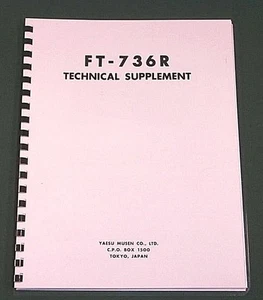 FT-736R
TECHNICAL SUPPLEMENT
YAESU MUSEN CO., LTD.
C.P.O. BOX 1500
TOKYO, JAPAN